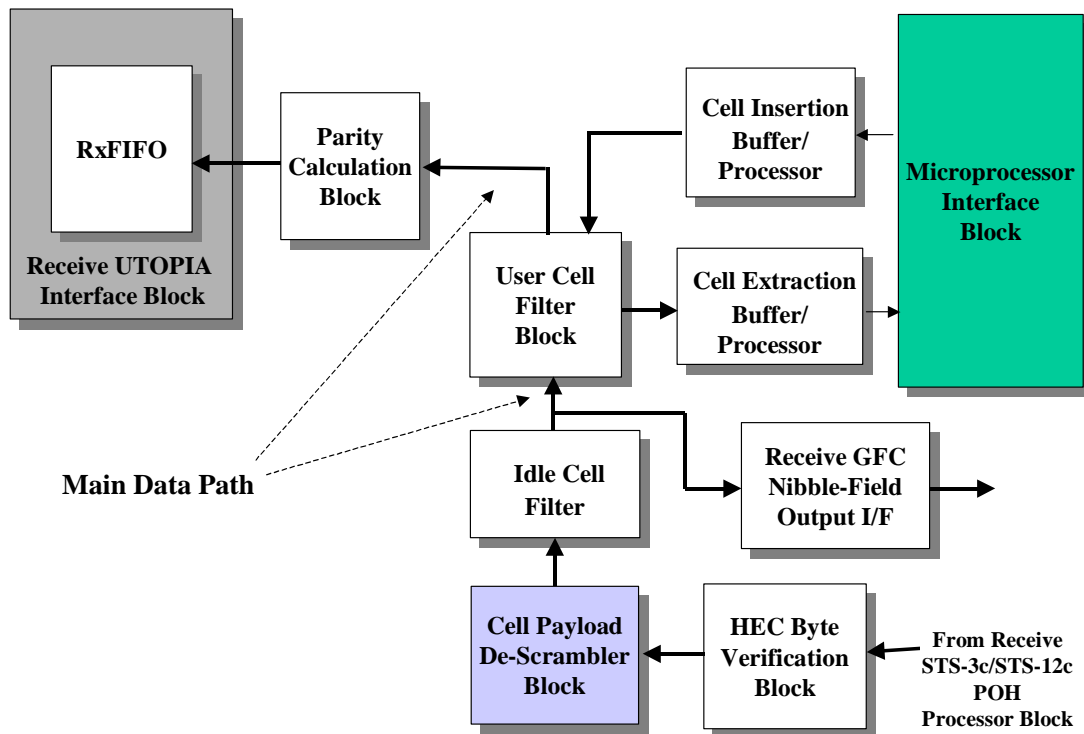 RxFIFO
Receive UTOPIA
Interface Block
Parity
Calculation
Block
Cell Insertion
Buffer/
Processor
Microprocessor
Interface
Block
User Cell
Filter
Block
Cell Extraction
Buffer/
Processor
Main Data Path
Idle Cell
Filter
Receive GFC
Nibble-Field
Output I/F
Cell Payload
De-Scrambler
Block
HEC Byte
Verification
Block
From Receive
STS-3c/STS-12c
POH
Processor Block